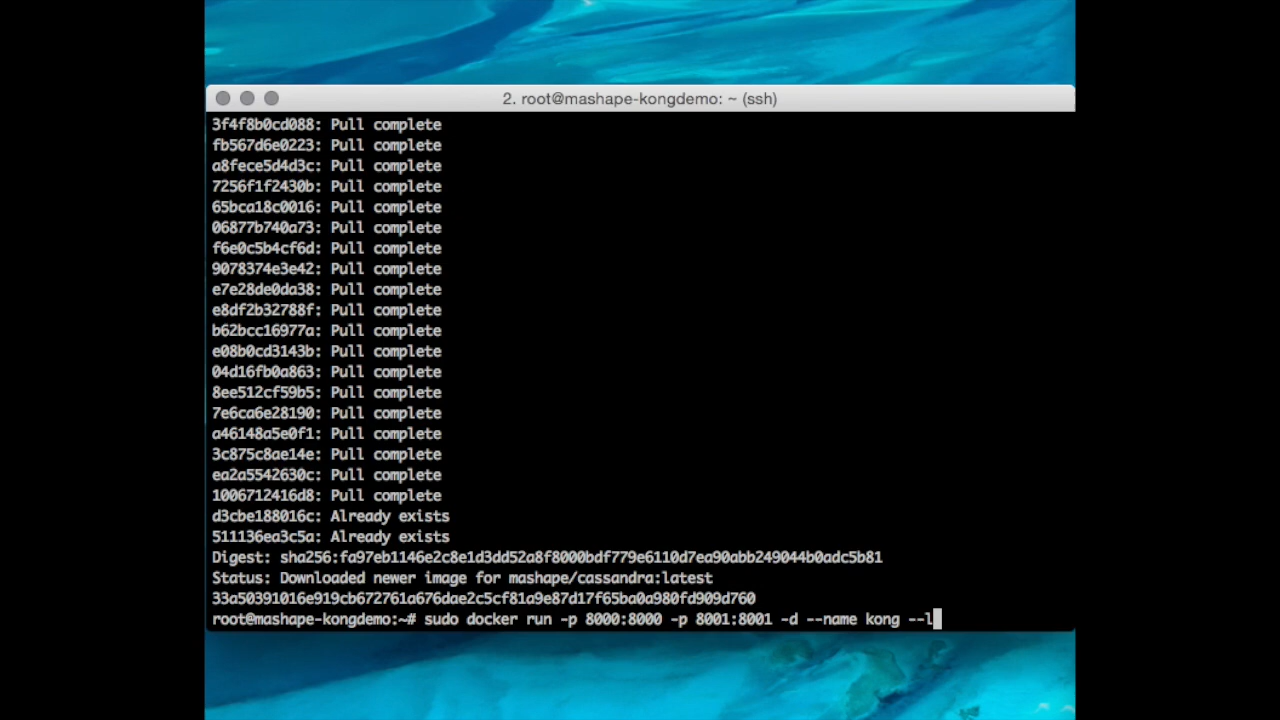 2. root@mashape-kongdemo: ~ (ssh)
3f4f8b0cd088: Pull complete
fb567d6e0223: Pull complete
a8fece5d4d3c: Pull complete
7256f1f2430b: Pull complete
65bca18c0016: Pull complete
06877b740a73: Pull complete
f6e0c5b4cf6d: Pull complete
9078374e3e42: Pull complete
e7e28de0da38: Pull complete
e8df2b32788f: Pull complete
b62bcc16977a: Pull complete
e08b0cd3143b: Pull complete
04d16fb0a863: Pull complete
8ee512cf59b5: Pull complete
7e6ca6e28190: Pull complete
a46148a5e0f1: Pull complete
3c875c8ae14e: Pull complete
ea2a5542630c: Pull complete
1006712416d8: Pull complete
d3cbe188016c: Already exists
511136ea3c5a: Already exists
Digest: sha256:fa97eb1146e2c8e1d3dd52a8f8000bdf779e6110d7ea90abb249044b0adc5b81
Status: Downloaded newer image for mashape/cassandra:latest
33a50391016e919cb672761a676dae2c5cf81a9e87d17f65ba0a980fd909d760
root@mashape-kongdemo:~# sudo docker run -p 8000:8000 -p 8001:8001 -d --name kong --l